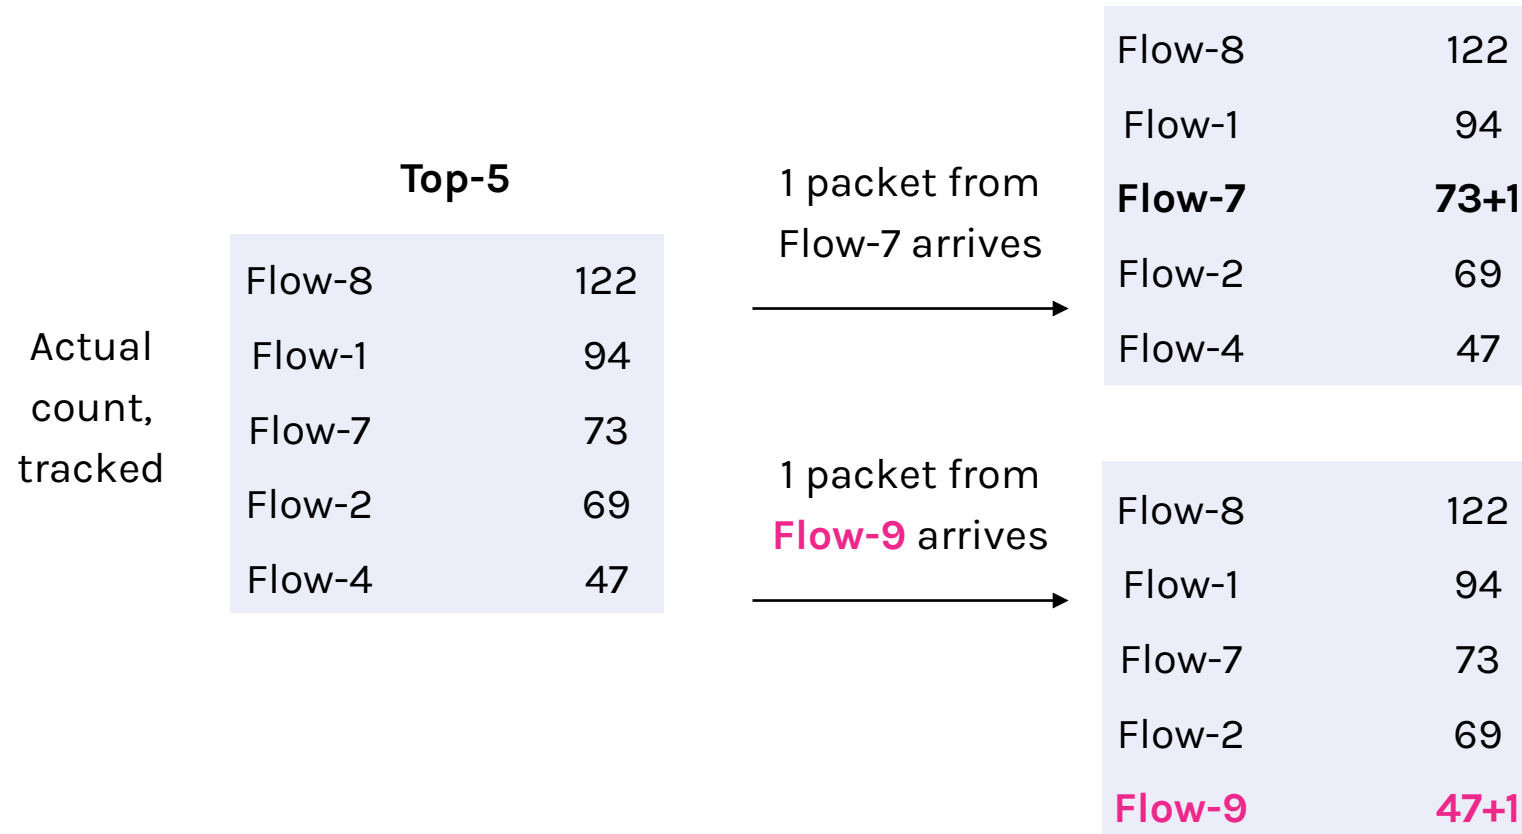 Actual
count,
tracked
Top-5
Flow-8 122
Flow-1 94
Flow-7 73
Flow-2 69
Flow-4 47
1 packet from
Flow-7 arrives
Flow-8 122
Flow-1 94
Flow-7 73+1
Flow-2 69
Flow-4 47
1 packet from
Flow-9 arrives
Flow-8 122
Flow-1 94
Flow-7 73
Flow-2 69
Flow-9 47+1